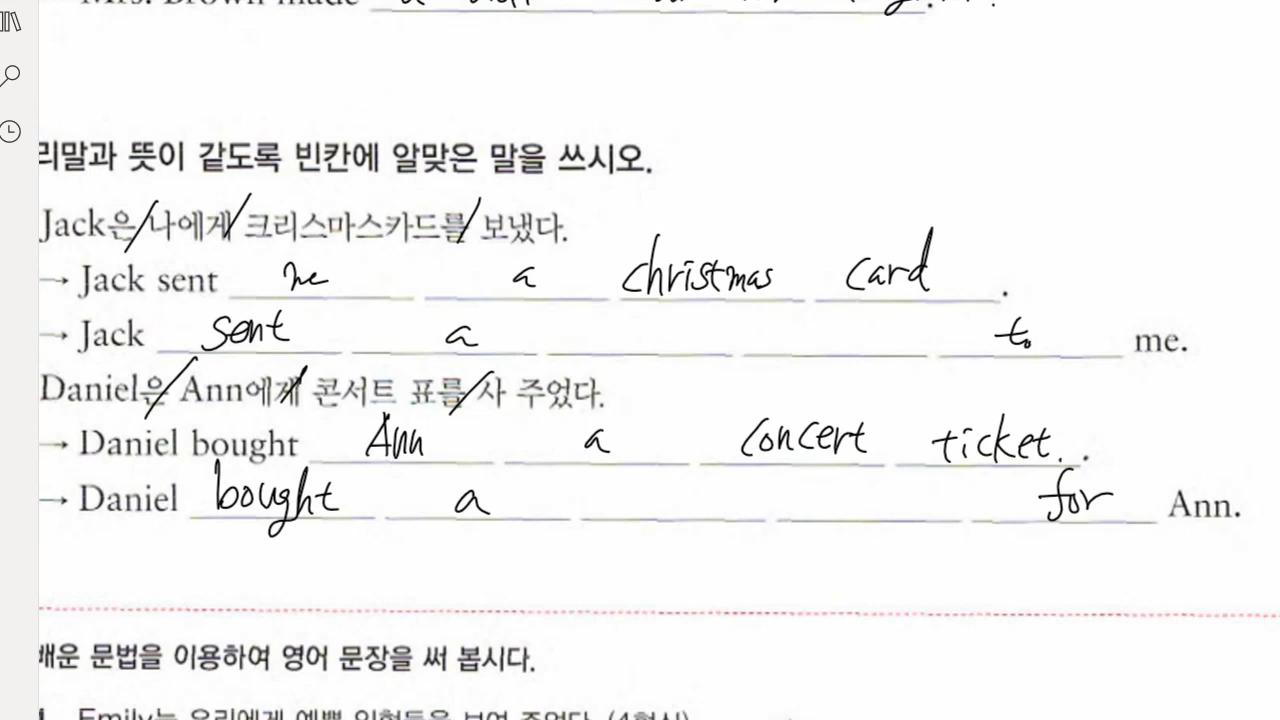 리말과 뜻이 같도록 빈칸에 알맞은 말을 쓰시오.
Jack은/나에게/크리스마스카드를/ 보냈다.
→ Jack sent me a christmas card.
→ Jack sent a to me.
Daniel은/ Ann에게/ 콘서트 표를/사 주었다.
→ Daniel bought Ann a concert ticket..
→ Daniel bought a for Ann.
배운 문법을 이용하여 영어 문장을 써 봅시다.